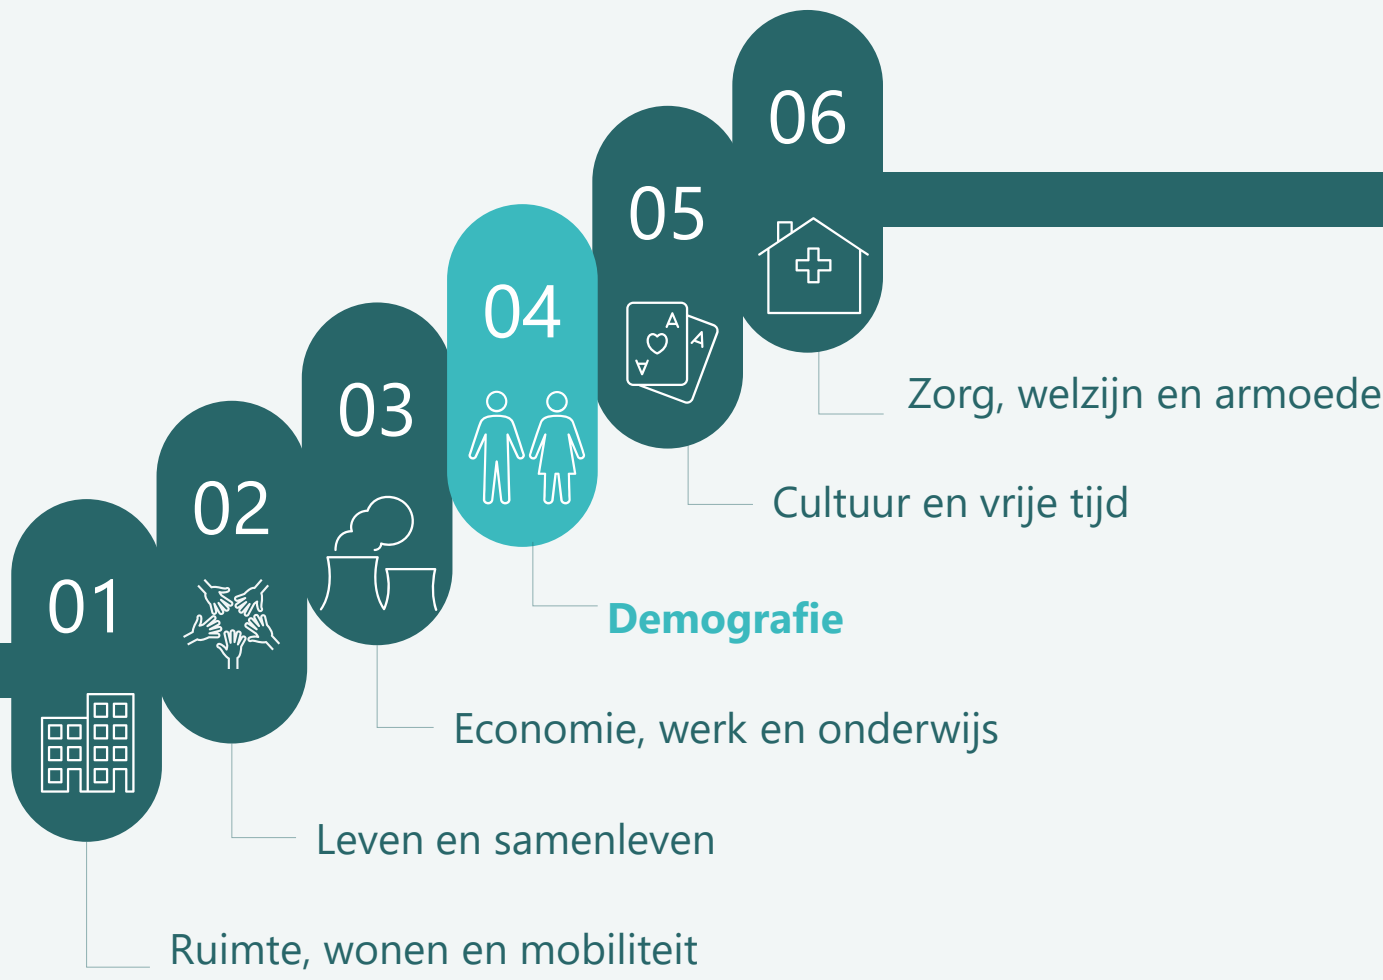 06
05
04
03
02
01
A
A
A
Zorg, welzijn en armoede
Cultuur en vrije tijd
Demografie
Economie, werk en onderwijs
Leven en samenleven
Ruimte, wonen en mobiliteit